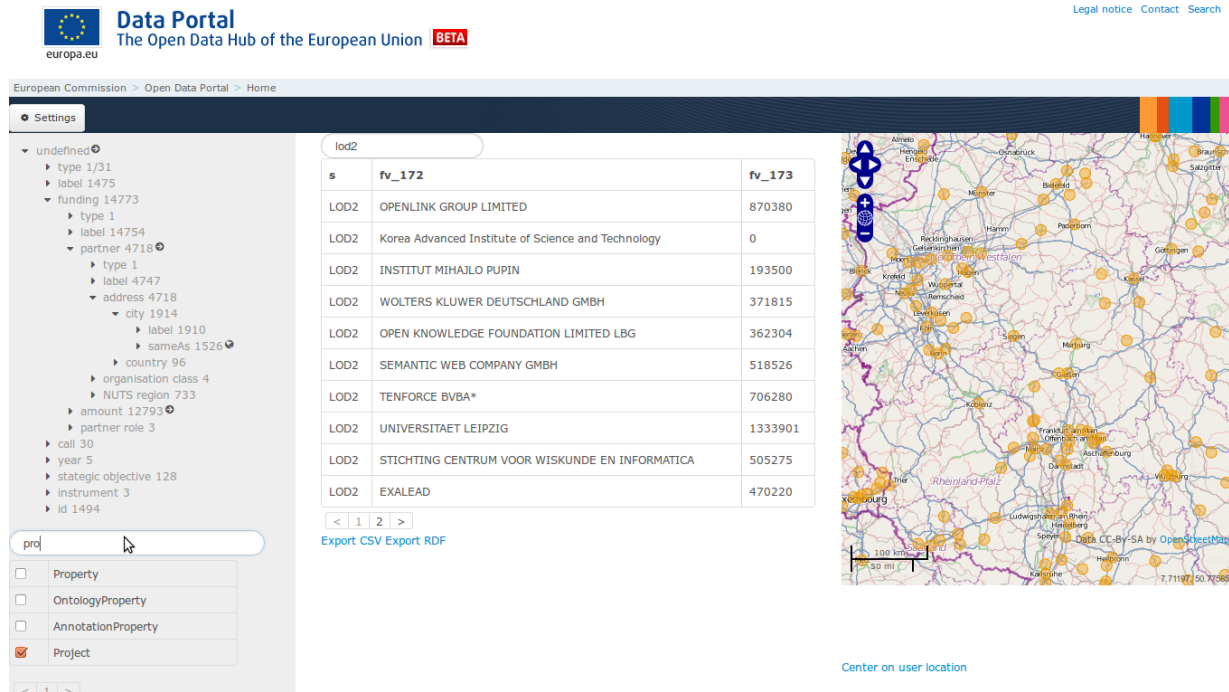 Legal notice Contact Search
Data Portal
The Open Data Hub of the European Union BETA
europa.eu
European Commission > Open Data Portal > Home
Settings
undefined
type 1/31
label 1475
funding 14773
type 1
label 14754
partner 4718
type 1
label 4747
address 4718
city 1914
label 1910
sameAs 1526
country 96
organisation class 4
NUTS region 733
amount 12793
partner role 3
call 30
year 5
stategic objective 128
instrument 3
id 1494
pro
Property
OntologyProperty
AnnotationProperty
Project
< 1 >
lod2
s fv_172 fv_173
LOD2 OPENLINK GROUP LIMITED 870380
LOD2 Korea Advanced Institute of Science and Technology 0
LOD2 INSTITUT MIHAJLO PUPIN 193500
LOD2 WOLTERS KLUWER DEUTSCHLAND GMBH 371815
LOD2 OPEN KNOWLEDGE FOUNDATION LIMITED LBG 362304
LOD2 SEMANTIC WEB COMPANY GMBH 518526
LOD2 TENFORCE BVBA* 706280
LOD2 UNIVERSITAET LEIPZIG 1333901
LOD2 STICHTING CENTRUM VOOR WISKUNDE EN INFORMATICA 505275
LOD2 EXALEAD 470220
< 1 2 >
Export CSV Export RDF
Almelo
Hengelo
Enschede
Osnabrück
Hannover
Salzgitter
Bielefeld
Münster
Hamm
Paderborn
Recklinghausen
Gelsenkirchen
Göttingen
Krefeld
Hagen
Kassel
Wuppertal
Neuss
Remscheid
Leverkusen
Köln
Aachen
Siegen
Bonn
Marburg
Gießen
Koblenz
Frankfurt am Main
Offenbach am Main
Mainz
Aschaffenburg
Darmstadt
Würzburg
Trier
Rheinland-Pfalz
Ludwigshafen am Rhein
Heidelberg
Speyer
Data CC-By-SA by OpenStreetMap
Saarland
100 km
50 mi
Heilbronn
Karlsruhe
Center on user location